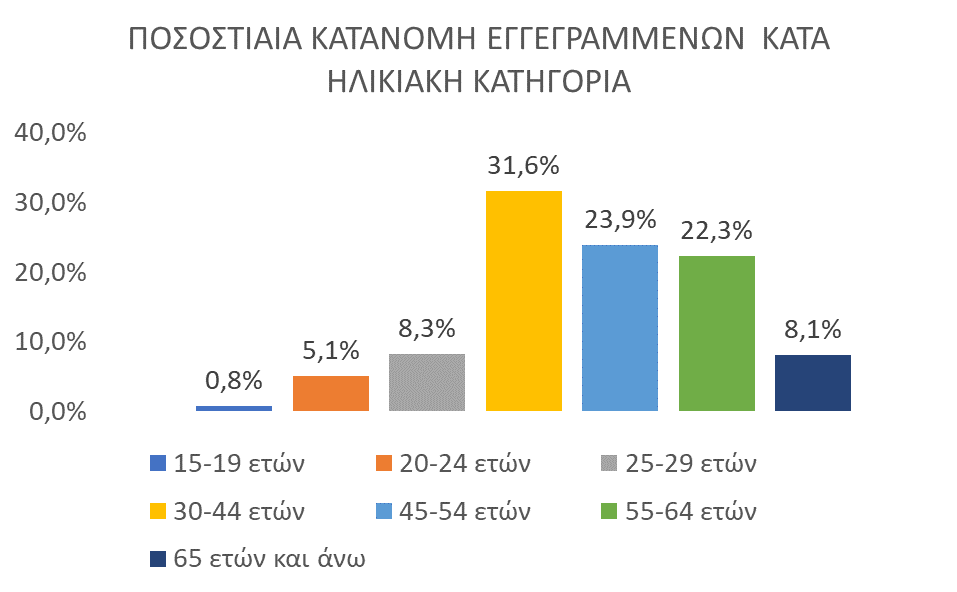 ΠΟΣΟΣΤΙΑΙΑ ΚΑΤΑΝΟΜΗ ΕΓΓΕΓΡΑΜΜΕΝΩΝ ΚΑΤΑ
ΗΛΙΚΙΑΚΗ ΚΑΤΗΓΟΡΙΑ
40,0%
30,0%
20,0%
10,0%
0,0%
0,8%
5,1%
8,3%
31,6%
23,9%
22,3%
8,1%
15-19 ετών 20-24 ετών 25-29 ετών
30-44 ετών 45-54 ετών 55-64 ετών
65 ετών και άνω